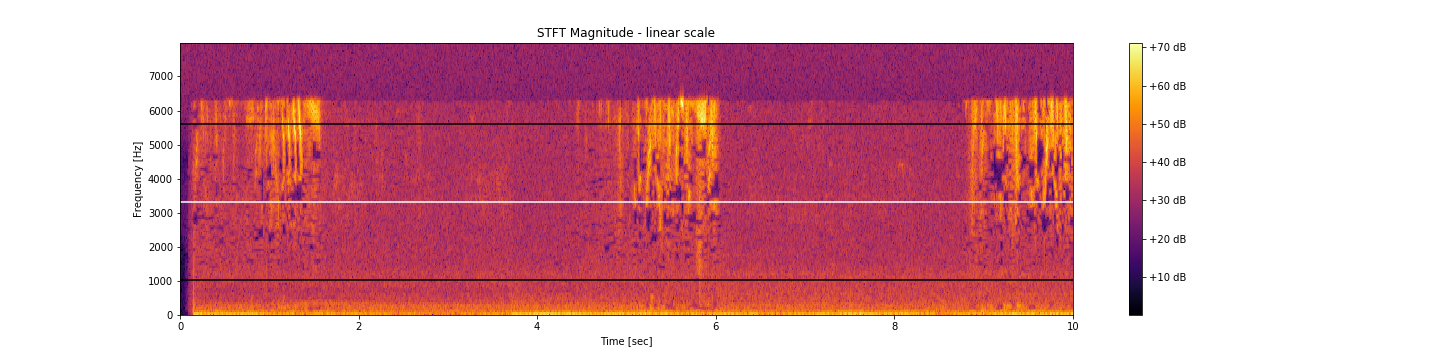 STFT Magnitude - linear scale
+70 dB
+60 dB
+50 dB
+40 dB
+30 dB
+20 dB
+10 dB
Frequency [Hz]
7000
6000
5000
4000
3000
2000
1000
0
0 2 4 6 8 10
Time [sec]